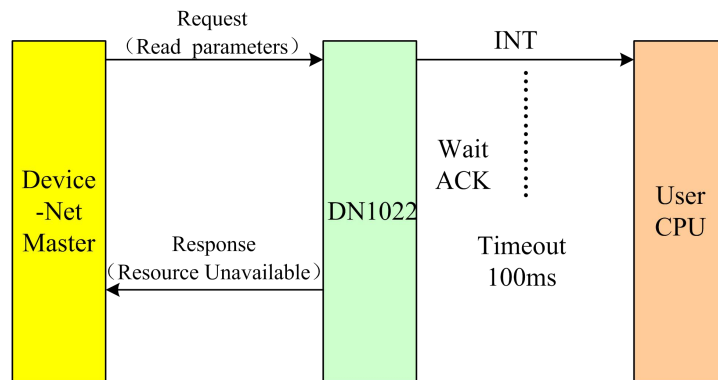 Request
（Read parameters）
INT
Device
-Net
Master
DN1022
Wait
ACK
User
CPU
Response
（Resource Unavailable）
Timeout
100ms